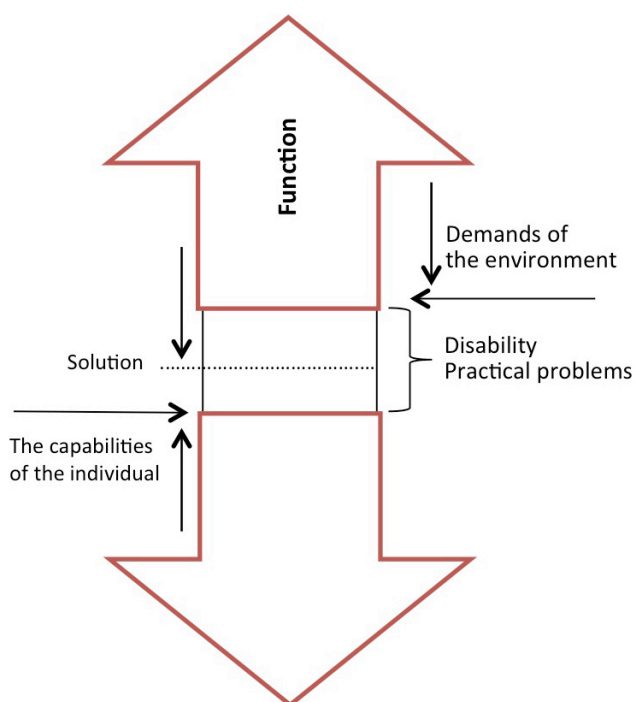 Function
Demands of
the environment
Solution
Disability
Practical problems
The capabilities
of the individual